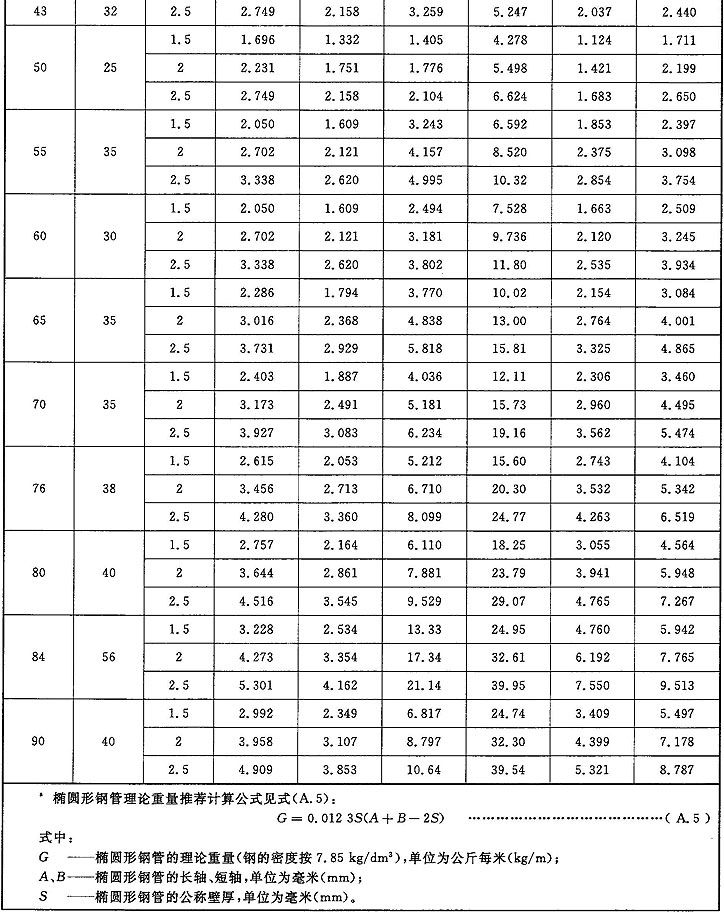 43 32 2.5 2.749 2.158 3.259 5.247 2.037 2.440
1.5 1.696 1.332 1.405 4.278 1.124 1.711
50 25 2 2.231 1.751 1.776 5.498 1.421 2.199
2.5 2.749 2.158 2.104 6.624 1.683 2.650
1.5 2.050 1.609 3.243 6.592 1.853 2.397
55 35 2 2.702 2.121 4.157 8.520 2.375 3.098
2.5 3.338 2.620 4.995 10.32 2.854 3.754
1.5 2.050 1.609 2.494 7.528 1.663 2.509
60 30 2 2.702 2.121 3.181 9.736 2.120 3.245
2.5 3.338 2.620 3.802 11.80 2.535 3.934
1.5 2.286 1.794 3.770 10.02 2.154 3.084
65 35 2 3.016 2.368 4.838 13.00 2.764 4.001
2.5 3.731 2.929 5.818 15.81 3.325 4.865
1.5 2.403 1.887 4.036 12.11 2.306 3.460
70 35 2 3.173 2.491 5.181 15.73 2.960 4.495
2.5 3.927 3.083 6.234 19.16 3.562 5.474
1.5 2.615 2.053 5.212 15.60 2.743 4.104
76 38 2 3.456 2.713 6.710 20.30 3.532 5.342
2.5 4.280 3.360 8.099 24.77 4.263 6.519
1.5 2.757 2.164 6.110 18.25 3.055 4.564
80 40 2 3.644 2.861 7.881 23.79 3.941 5.948
2.5 4.516 3.545 9.529 29.07 4.765 7.267
1.5 3.228 2.534 13.33 24.95 4.760 5.942
84 56 2 4.273 3.354 17.34 32.61 6.192 7.765
2.5 5.301 4.162 21.14 39.95 7.550 9.513
1.5 2.992 2.349 6.817 24.74 3.409 5.497
90 40 2 3.958 3.107 8.797 32.30 4.399 7.178
2.5 4.909 3.853 10.64 39.54 5.321 8.787
ᵃ 椭圆形钢管理论重量推荐计算公式见式(A.5):
G=0.012 3S(A+B−2S) ……………………………………(A.5)
式中:
G ——椭圆形钢管的理论重量(钢的密度按 7.85 kg/dm³),单位为公斤每米(kg/m);
A、B——椭圆形钢管的长轴、短轴,单位为毫米(mm);
S ——椭圆形钢管的公称壁厚,单位为毫米(mm)。